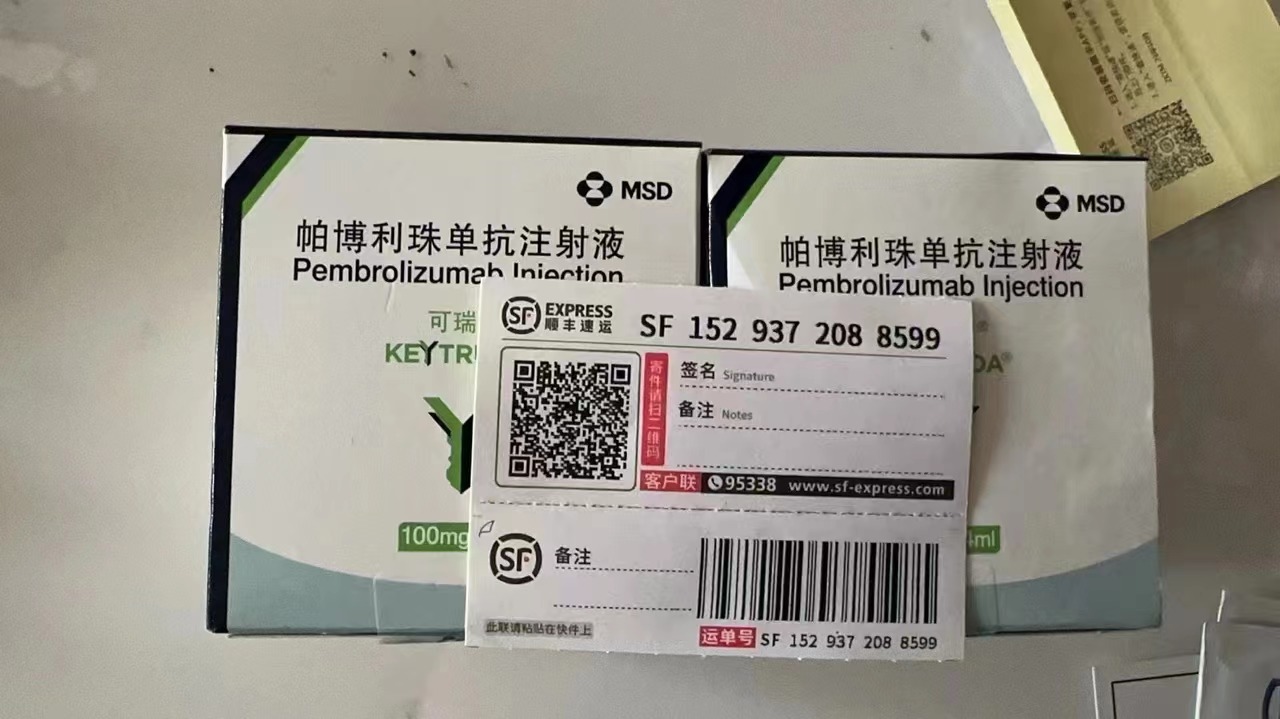 MSD
帕博利珠单抗注射液
Pembrolizumab Injection
可瑞
KEYTRU
100mg
MSD
帕博利珠单抗注射液
Pembrolizumab Injection
DA®
4ml
SF EXPRESS
顺丰速运
SF 152 937 208 8599
寄件请扫二维码
签名 Signature
备注 Notes
客户联 95338 www.sf-express.com
SF 备注
此联请粘贴在快件上
运单号 SF 152 937 208 8599